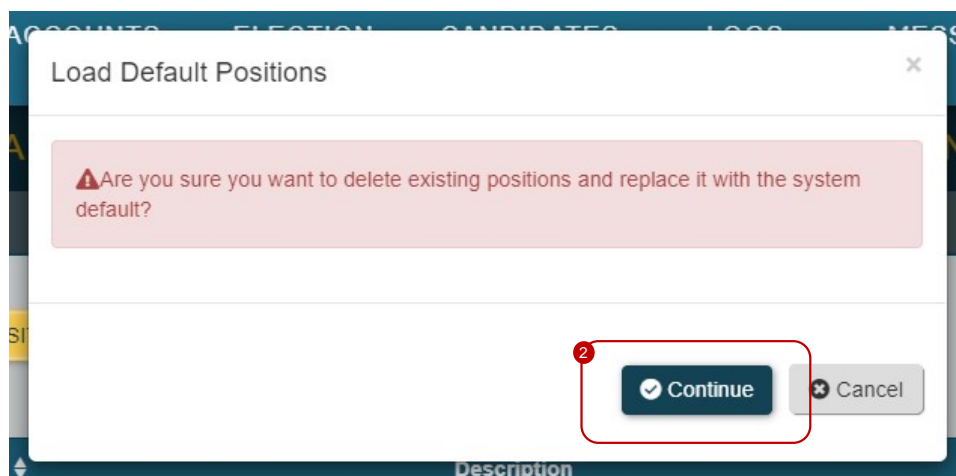 Load Default Positions
×
Are you sure you want to delete existing positions and replace it with the system
default?
2
Continue
Cancel
Description